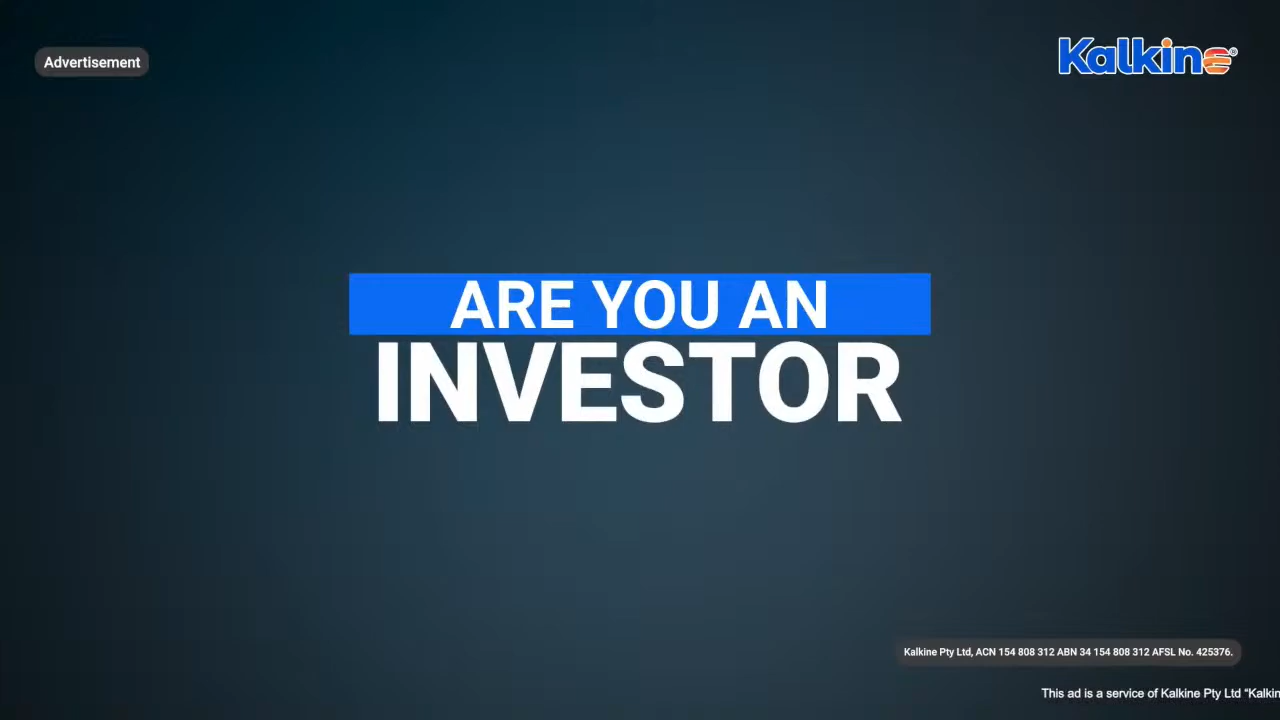 Advertisement
Kalkine
ARE YOU AN
INVESTOR
Kalkine Pty Ltd, ACN 154 808 312 ABN 34 154 808 312 AFSL No. 425376.
This ad is a service of Kalkine Pty Ltd “Kalkin